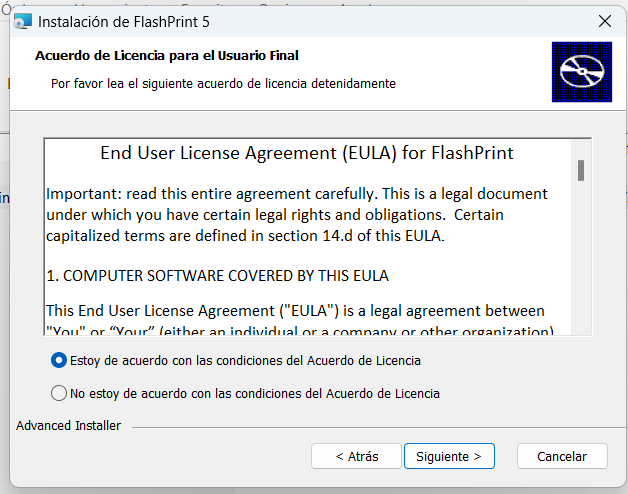 Instalación de FlashPrint 5
Acuerdo de Licencia para el Usuario Final
Por favor lea el siguiente acuerdo de licencia detenidamente
End User License Agreement (EULA) for FlashPrint
Important: read this entire agreement carefully. This is a legal document
under which you have certain legal rights and obligations.  Certain
capitalized terms are defined in section 14.d of this EULA.
1. COMPUTER SOFTWARE COVERED BY THIS EULA
This End User License Agreement ("EULA") is a legal agreement between
"You" or “Your” (either an individual or a company or other organization)
Estoy de acuerdo con las condiciones del Acuerdo de Licencia
No estoy de acuerdo con las condiciones del Acuerdo de Licencia
Advanced Installer
< Atrás
Siguiente >
Cancelar